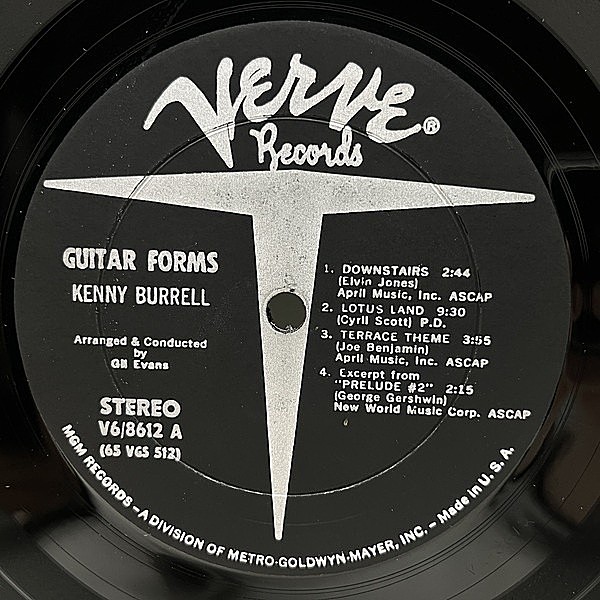 Verve®
Records
GUITAR FORMS
KENNY BURRELL
Arranged & Conducted
by
Gil Evans
STEREO
V6/8612 A
(65 VGS 512)
1. DOWNSTAIRS 2:44
(Elvin Jones)
April Music, Inc. ASCAP
2. LOTUS LAND 9:30
(Cyril Scott) P.D.
3. TERRACE THEME 3:55
(Joe Benjamin)
April Music, Inc. ASCAP
4. Excerpt from
"PRELUDE #2" 2:15
(George Gershwin)
New World Music Corp. ASCAP
MGM RECORDS – A DIVISION OF METRO-GOLDWYN-MAYER, INC. – Made in U.S.A.